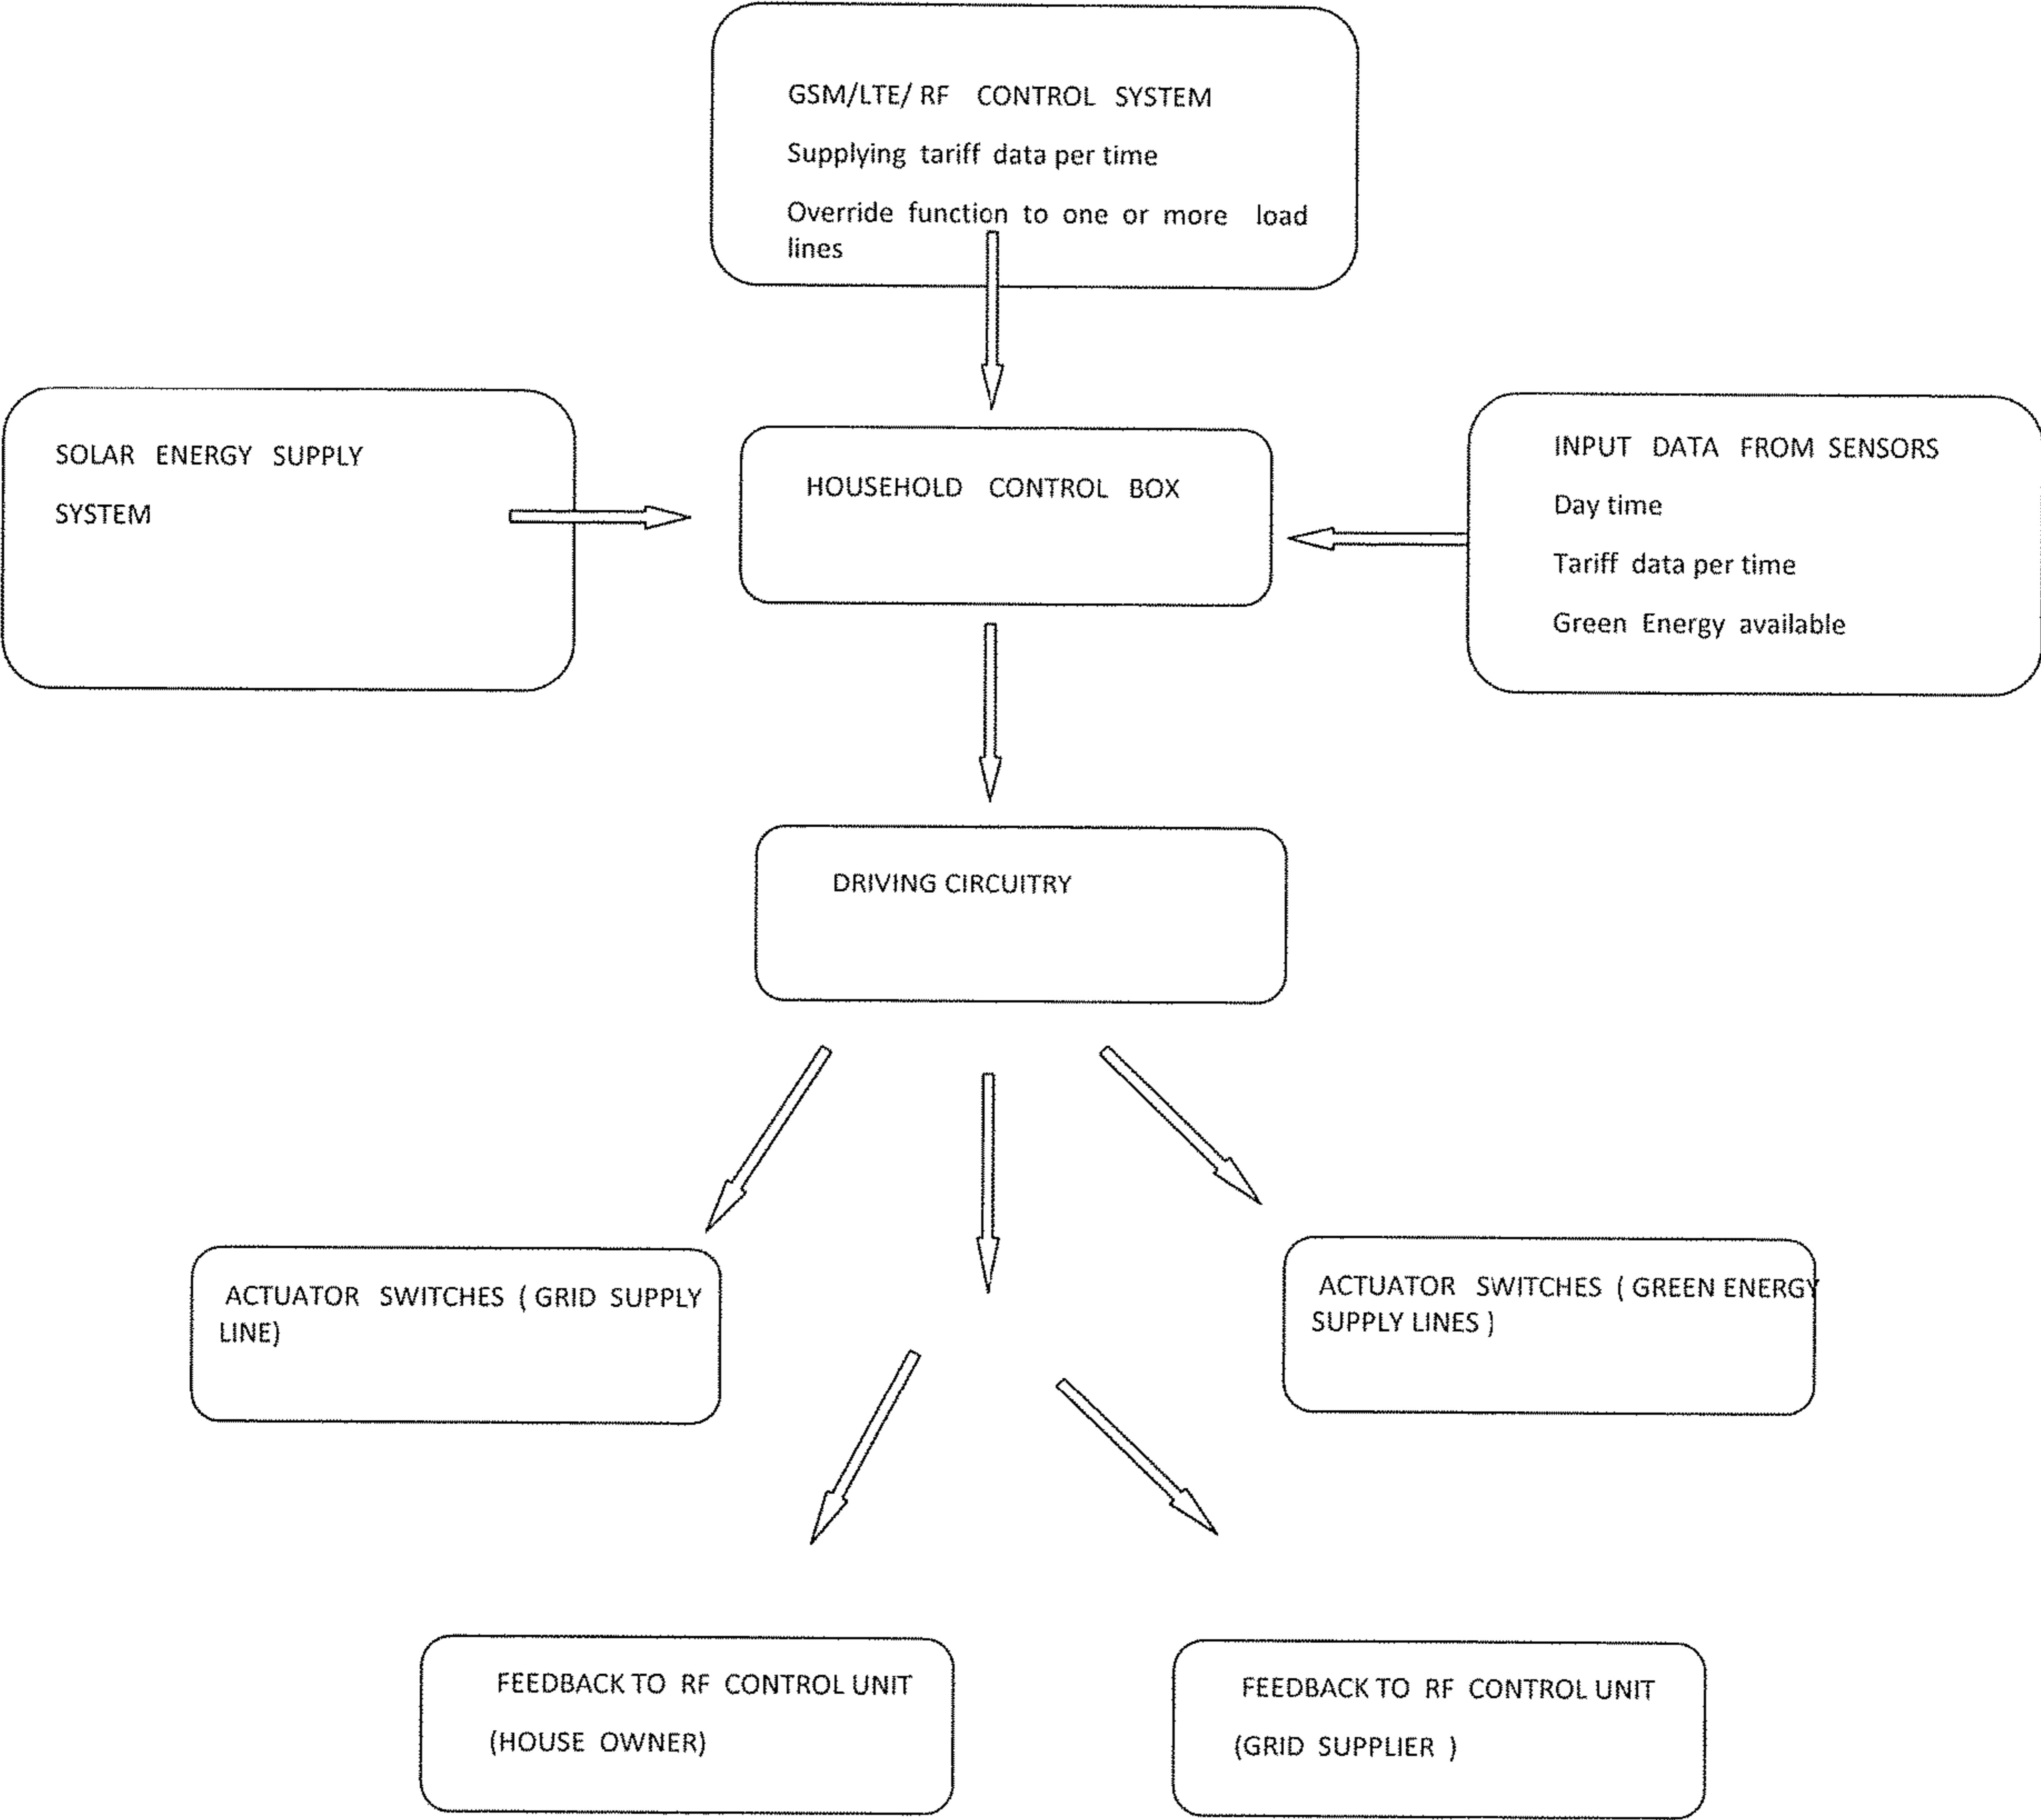 GSM/LTE/ RF CONTROL SYSTEM
Supplying tariff data per time
Override function to one or more load
lines
SOLAR ENERGY SUPPLY
SYSTEM
HOUSEHOLD CONTROL BOX
INPUT DATA FROM SENSORS
Day time
Tariff data per time
Green Energy available
DRIVING CIRCUITRY
ACTUATOR SWITCHES ( GRID SUPPLY
LINE)
ACTUATOR SWITCHES ( GREEN ENERGY
SUPPLY LINES )
FEEDBACK TO RF CONTROL UNIT
(HOUSE OWNER)
FEEDBACK TO RF CONTROL UNIT
(GRID SUPPLIER )